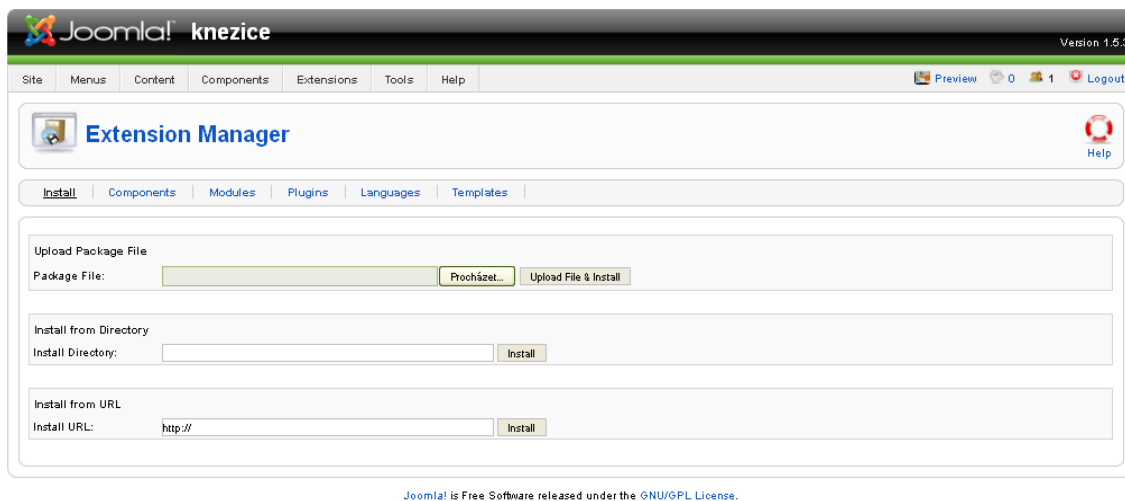 Joomla! knezice
Version 1.5.3
Site Menus Content Components Extensions Tools Help Preview 0 1 Logout
Extension Manager
Help
Install Components Modules Plugins Languages Templates
Upload Package File
Package File: Procházet... Upload File & Install
Install from Directory
Install Directory: Install
Install from URL
Install URL: http:// Install
Joomla! is Free Software released under the GNU/GPL License.